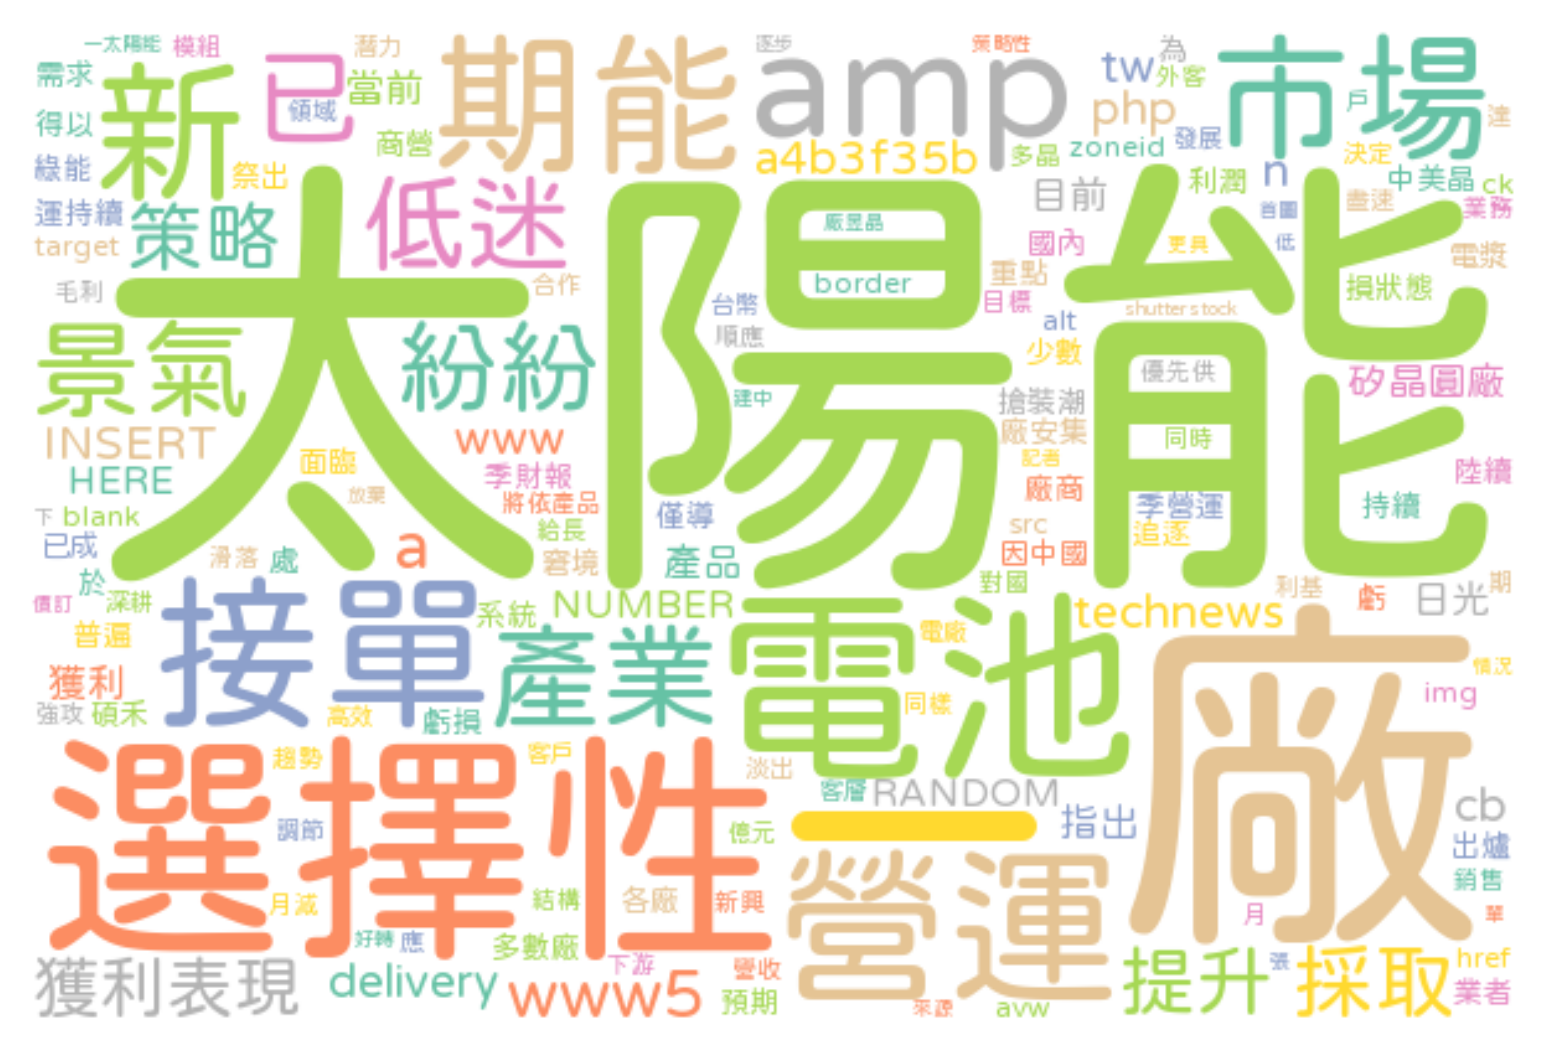 一太陽能 模組 潛力 逐步 策略性 為
需求 新 已 領域 當前 期能 amp tw 外客 市場
得以 商營 php 戶 達
綠能 祭出 a4b3f35b 多晶 zoneid 發展 決定
運持續 策略 低迷 目前 利潤 n 中美晶 ck
target 廠昱晶 國內 更具 首圖 低 盡速 業務
毛利 合作 台幣 border 重點 目標 電漿
太陽能 順應 alt shutterstock 損狀態
景氣 紛紛 建中 少數 優先供 矽晶圓廠
INSERT www 搶裝潮 廠安集 同時
HERE 面臨 季財報 記者 廠商 陸續
下 blank 放棄 將依產品 僅導 季營運 持續
已成 滑落 處 a 給長 窘境 產品 src 因中國 追逐
於 價訂 深耕 對國 利基 期
普遍 接單 系統 NUMBER 電池 technews 虧 日光
獲利 產業 電廠 廠 情況
強攻 碩禾 高效 虧損 同樣 img
選擇性 趨勢 客戶 淡出 客層 RANDOM cb
調節 億元 一 指出 出爐
月減 結構 各廠 新興 營運 月 銷售 單
好轉 應 多數廠 下游 提升 張 採取 href
獲利表現 delivery www5 營收 預期 來源 avw 業者